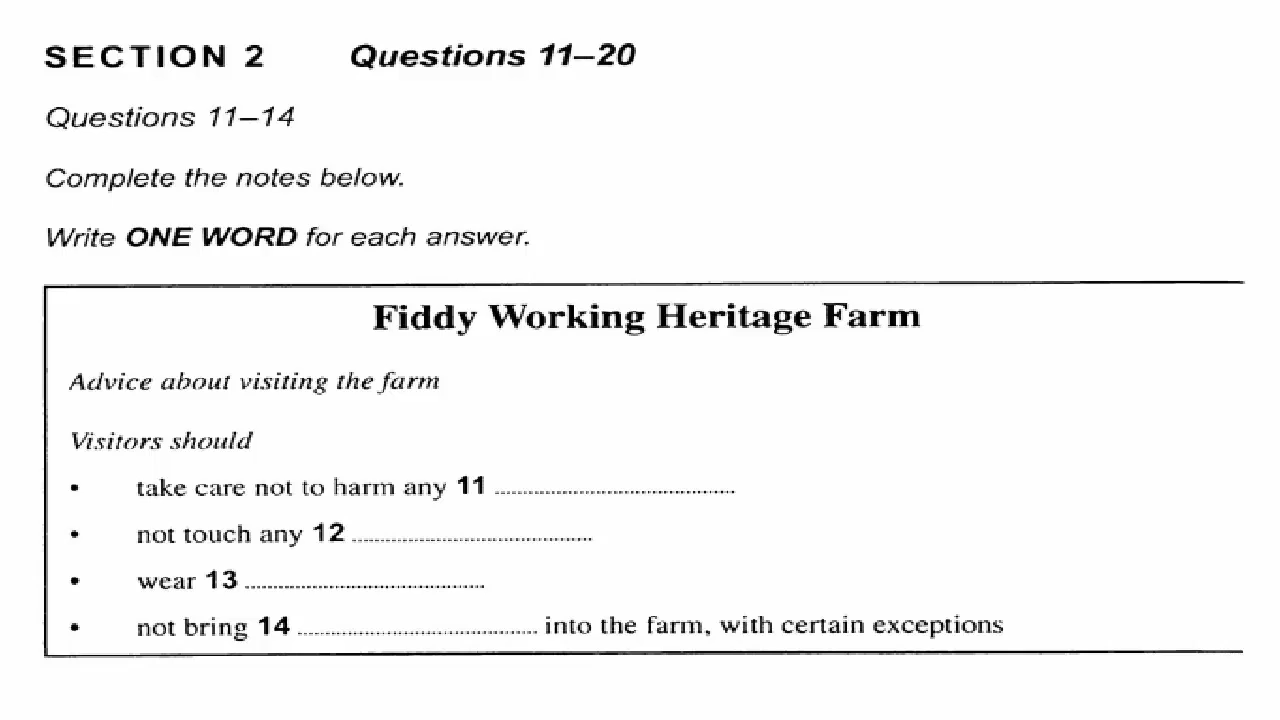 SECTION 2 Questions 11–20
Questions 11–14
Complete the notes below.
Write ONE WORD for each answer.
Fiddy Working Heritage Farm
Advice about visiting the farm
Visitors should
• take care not to harm any 11 ........................................
• not touch any 12 ........................................
• wear 13 ........................................
• not bring 14 ........................................ into the farm, with certain exceptions